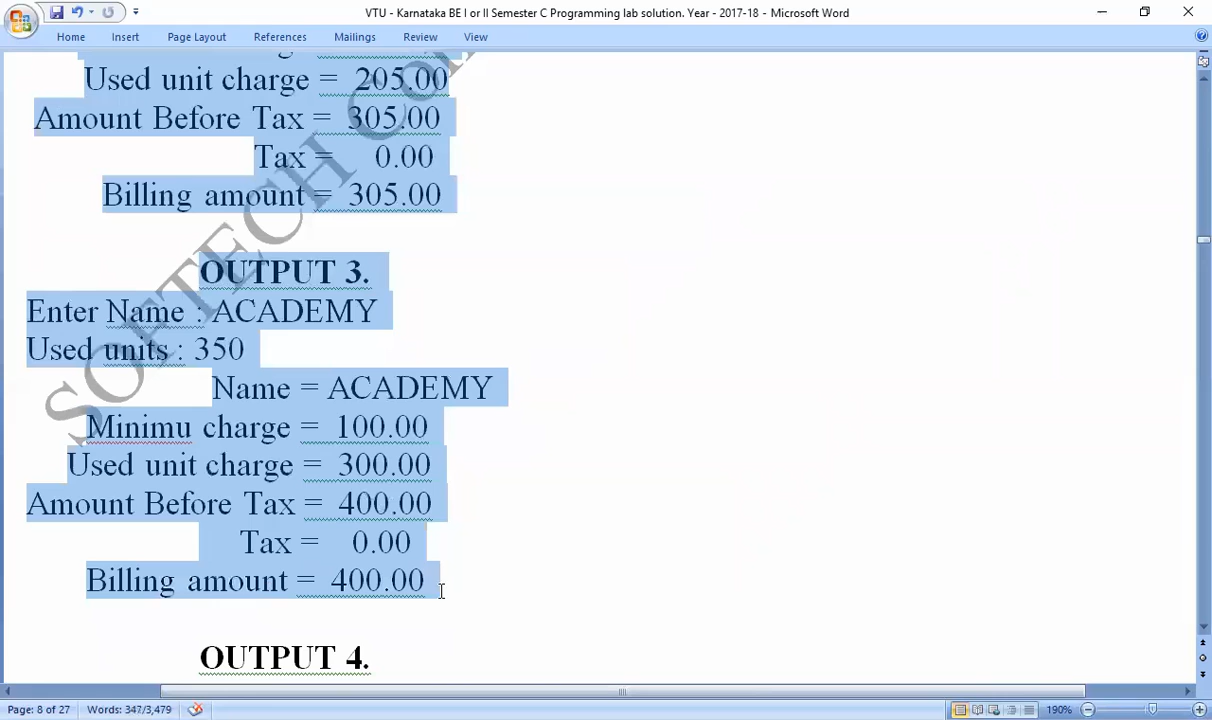 VTU - Karnataka BE I or II Semester C Programming lab solution. Year - 2017-18 - Microsoft Word
Home Insert Page Layout References Mailings Review View
Used unit charge = 205.00
Amount Before Tax = 305.00
Tax = 0.00
Billing amount = 305.00
OUTPUT 3.
Enter Name : ACADEMY
Used units : 350
Name = ACADEMY
Minimu charge = 100.00
Used unit charge = 300.00
Amount Before Tax = 400.00
Tax = 0.00
Billing amount = 400.00
OUTPUT 4.
SOFTECH Co
Page: 8 of 27 Words: 347/3,479 190%